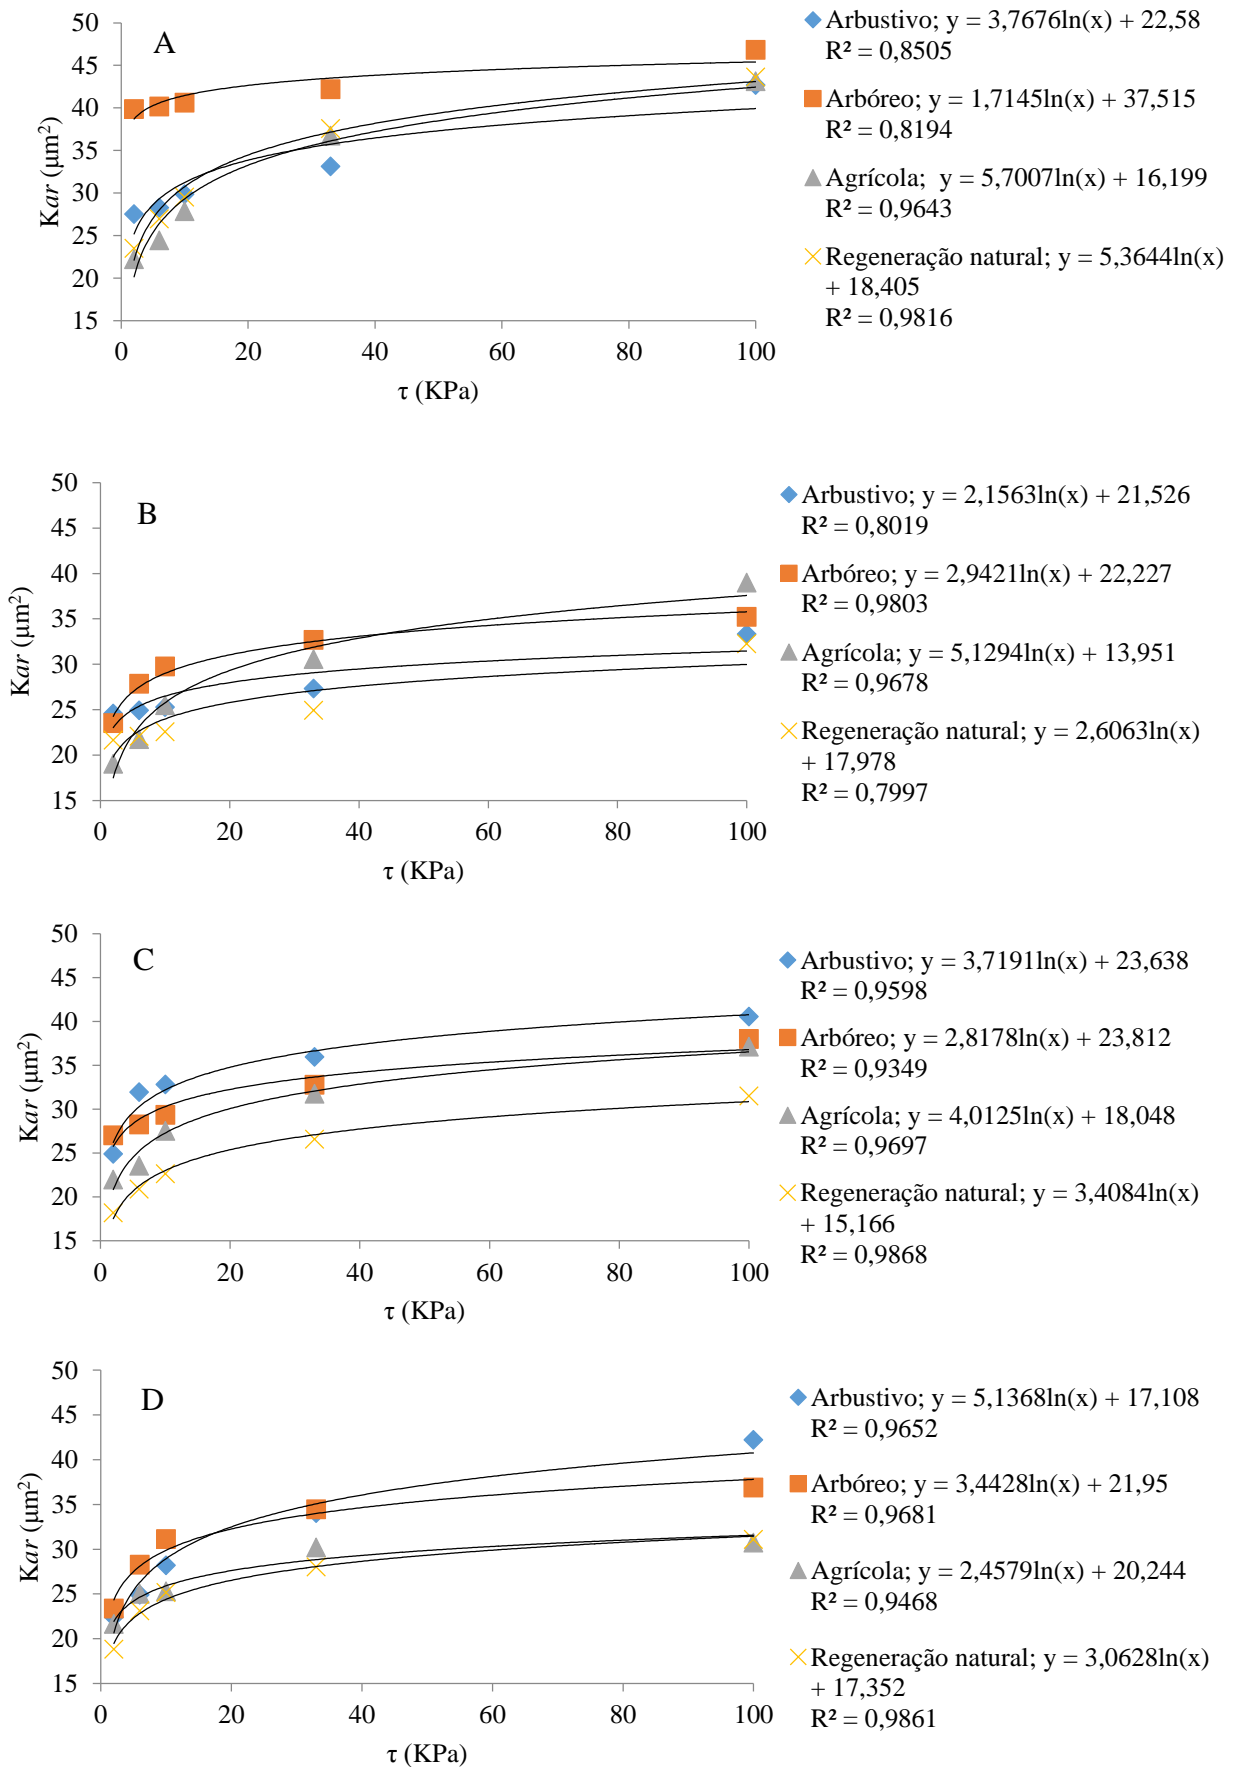 A
50
45
40
35
30
25
20
15
Kar (µm²)
0 20 40 60 80 100
τ (KPa)
Arbustivo; y = 3,7676ln(x) + 22,58
R² = 0,8505
Arbóreo; y = 1,7145ln(x) + 37,515
R² = 0,8194
Agrícola; y = 5,7007ln(x) + 16,199
R² = 0,9643
Regeneração natural; y = 5,3644ln(x)
+ 18,405
R² = 0,9816
B
50
45
40
35
30
25
20
15
Kar (µm²)
0 20 40 60 80 100
τ (KPa)
Arbustivo; y = 2,1563ln(x) + 21,526
R² = 0,8019
Arbóreo; y = 2,9421ln(x) + 22,227
R² = 0,9803
Agrícola; y = 5,1294ln(x) + 13,951
R² = 0,9678
Regeneração natural; y = 2,6063ln(x)
+ 17,978
R² = 0,7997
C
50
45
40
35
30
25
20
15
Kar (µm²)
0 20 40 60 80 100
τ (KPa)
Arbustivo; y = 3,7191ln(x) + 23,638
R² = 0,9598
Arbóreo; y = 2,8178ln(x) + 23,812
R² = 0,9349
Agrícola; y = 4,0125ln(x) + 18,048
R² = 0,9697
Regeneração natural; y = 3,4084ln(x)
+ 15,166
R² = 0,9868
D
50
45
40
35
30
25
20
15
Kar (µm²)
0 20 40 60 80 100
τ (KPa)
Arbustivo; y = 5,1368ln(x) + 17,108
R² = 0,9652
Arbóreo; y = 3,4428ln(x) + 21,95
R² = 0,9681
Agrícola; y = 2,4579ln(x) + 20,244
R² = 0,9468
Regeneração natural; y = 3,0628ln(x)
+ 17,352
R² = 0,9861